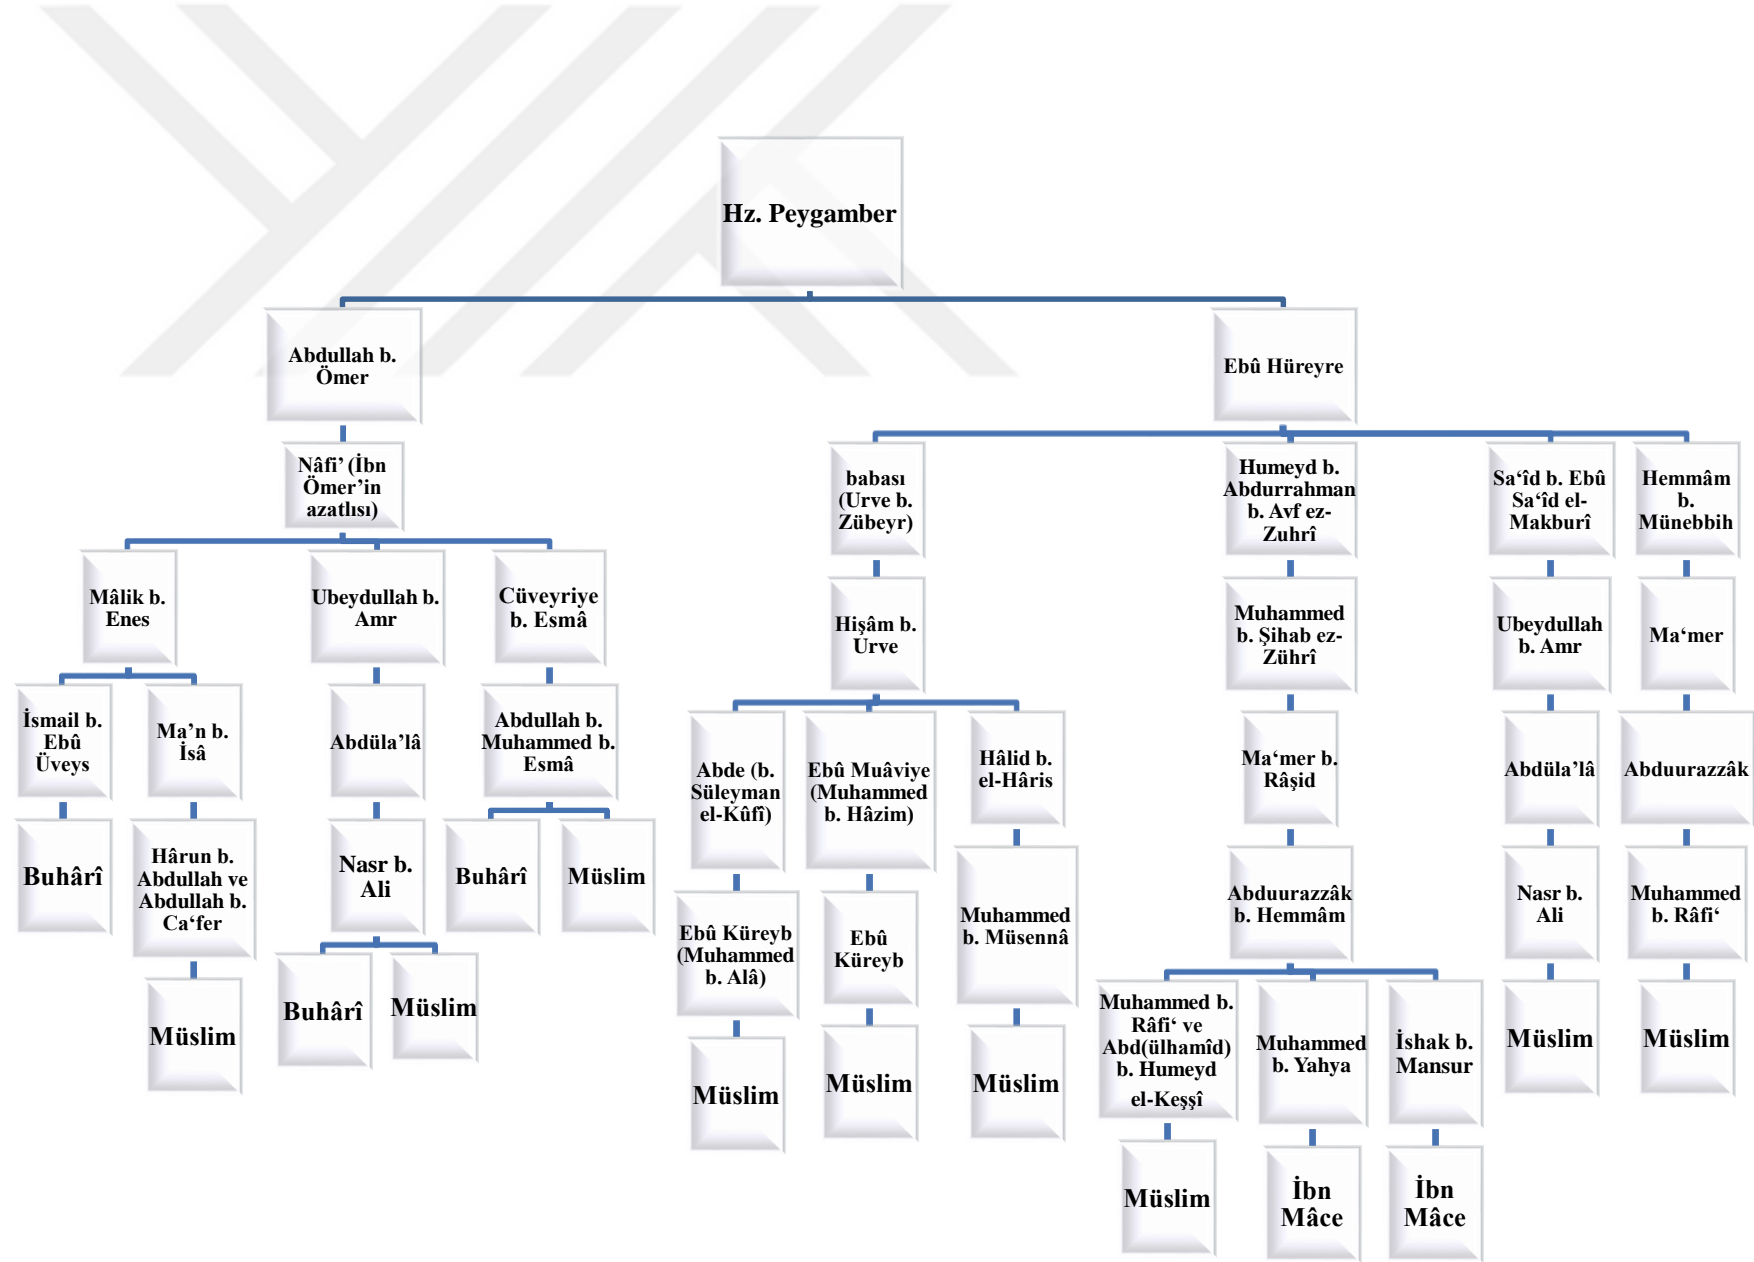 Hz. Peygamber
Abdullah b.
Ömer
Ebû Hüreyre
Nâfi’ (İbn
Ömer’in
azatlısı)
babası
(Urve b.
Zübeyr)
Humeyd b.
Abdurrahman
b. Avf ez-
Zuhrî
Sa‘îd b. Ebû
Sa‘îd el-
Makburî
Hemmâm
b.
Münebbih
Mâlik b.
Enes
Ubeydullah b.
Amr
Cüveyriye
b. Esmâ
Hişâm b.
Urve
Muhammed
b. Şihab ez-
Zührî
Ubeydullah
b. Amr
Ma‘mer
İsmail b.
Ebû
Üveys
Ma’n b.
İsâ
Abdüla’lâ
Abdullah b.
Muhammed b.
Esmâ
Abde (b.
Süleyman
el-Kûfî)
Ebû Muâviye
(Muhammed
b. Hâzim)
Hâlid b.
el-Hâris
Ma‘mer b.
Râşid
Abdüla’lâ
Abduurazzâk
Buhârî
Hârun b.
Abdullah ve
Abdullah b.
Ca‘fer
Nasr b.
Ali
Buhârî
Müslim
Ebû Küreyb
(Muhammed
b. Alâ)
Ebû
Küreyb
Muhammed
b. Müsennâ
Abduurazzâk
b. Hemmâm
Nasr b.
Ali
Muhammed
b. Râfi‘
Müslim
Buhârî
Müslim
Müslim
Müslim
Müslim
Muhammed b.
Râfi‘ ve
Abd(ülhamîd)
b. Humeyd
el-Keşşî
Muhammed
b. Yahya
İshak b.
Mansur
Müslim
Müslim
Müslim
İbn
Mâce
İbn
Mâce